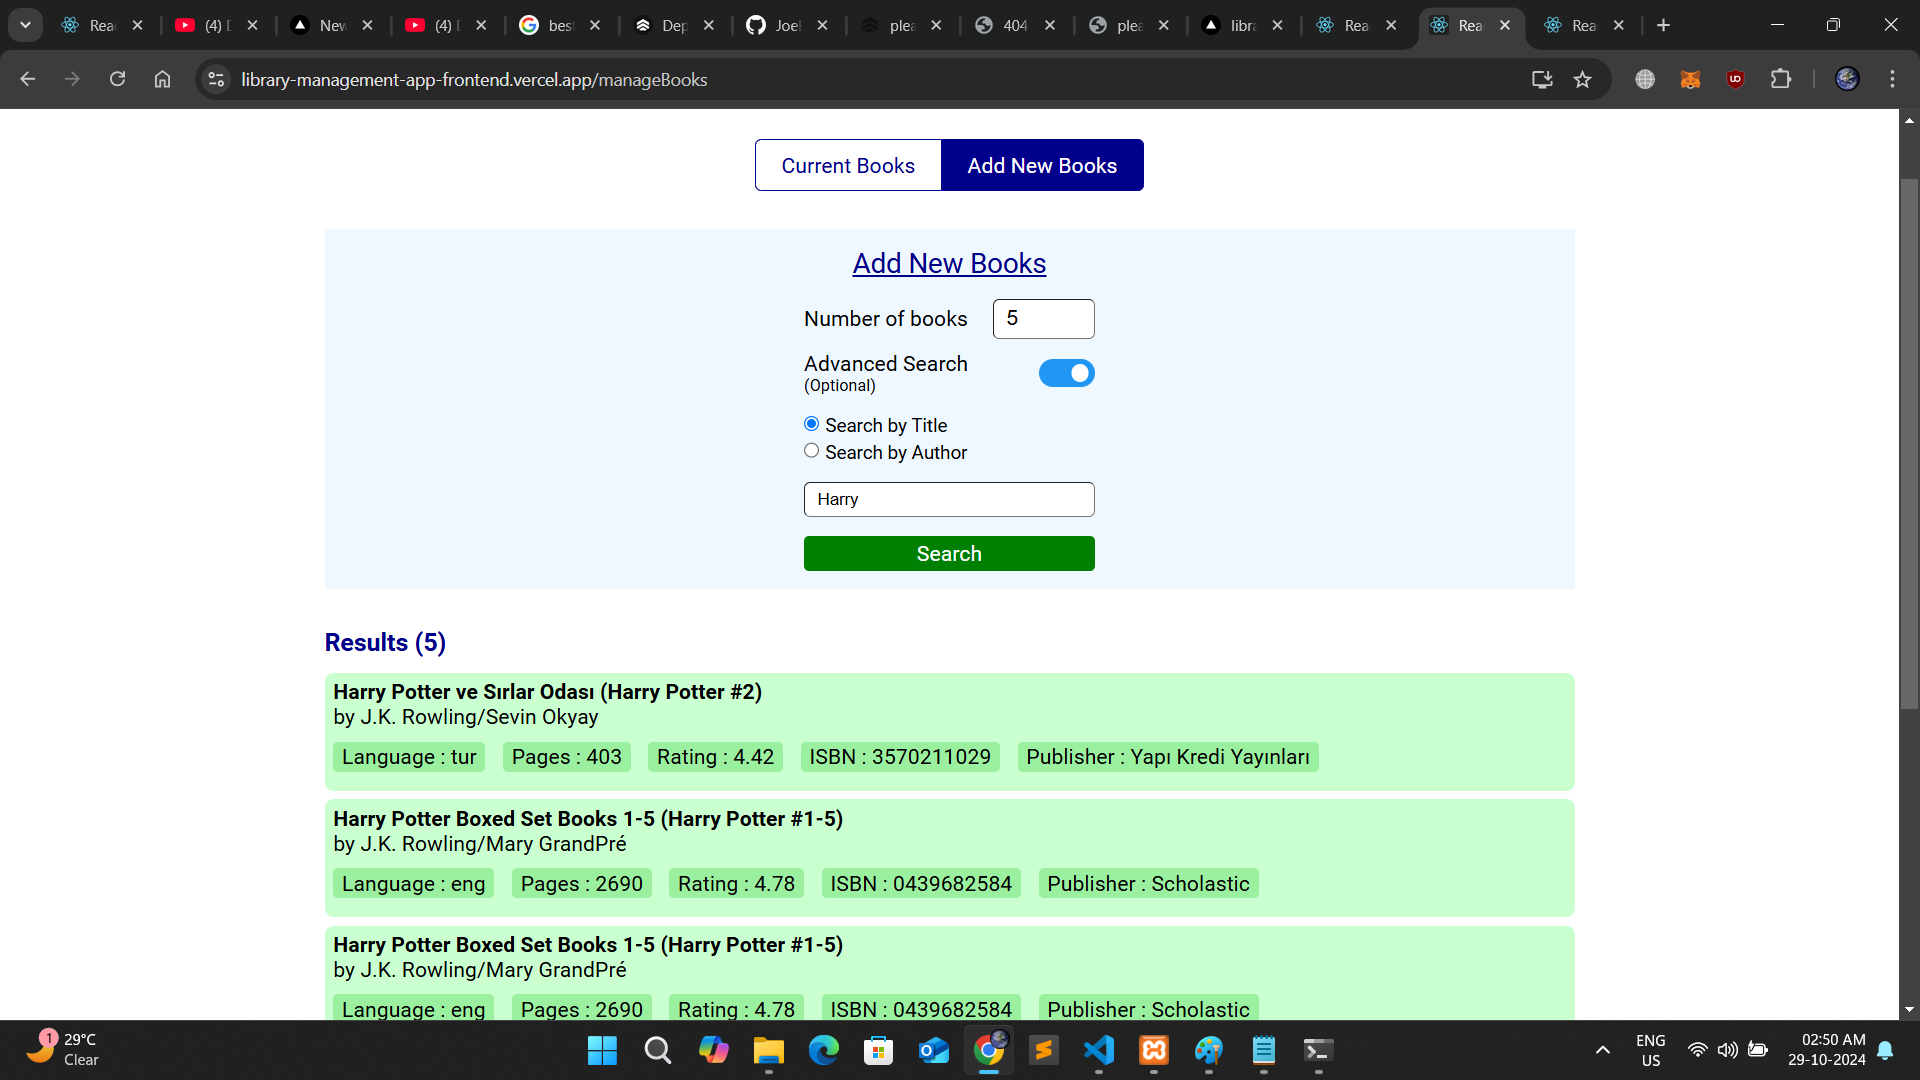 Rea
(4)
New
(4)
bes
Dep
Joel
plea
404
plea
libra
Rea
Rea
Rea
library-management-app-frontend.vercel.app/manageBooks
Current Books
Add New Books
Add New Books
Number of books
5
Advanced Search
(Optional)
Search by Title
Search by Author
Harry
Search
Results (5)
Harry Potter ve Sırlar Odası (Harry Potter #2)
by J.K. Rowling/Sevin Okyay
Language : tur Pages : 403 Rating : 4.42 ISBN : 3570211029 Publisher : Yapı Kredi Yayınları
Harry Potter Boxed Set Books 1-5 (Harry Potter #1-5)
by J.K. Rowling/Mary GrandPré
Language : eng Pages : 2690 Rating : 4.78 ISBN : 0439682584 Publisher : Scholastic
Harry Potter Boxed Set Books 1-5 (Harry Potter #1-5)
by J.K. Rowling/Mary GrandPré
Language : eng Pages : 2690 Rating : 4.78 ISBN : 0439682584 Publisher : Scholastic
1
29°C
Clear
ENG
US
02:50 AM
29-10-2024